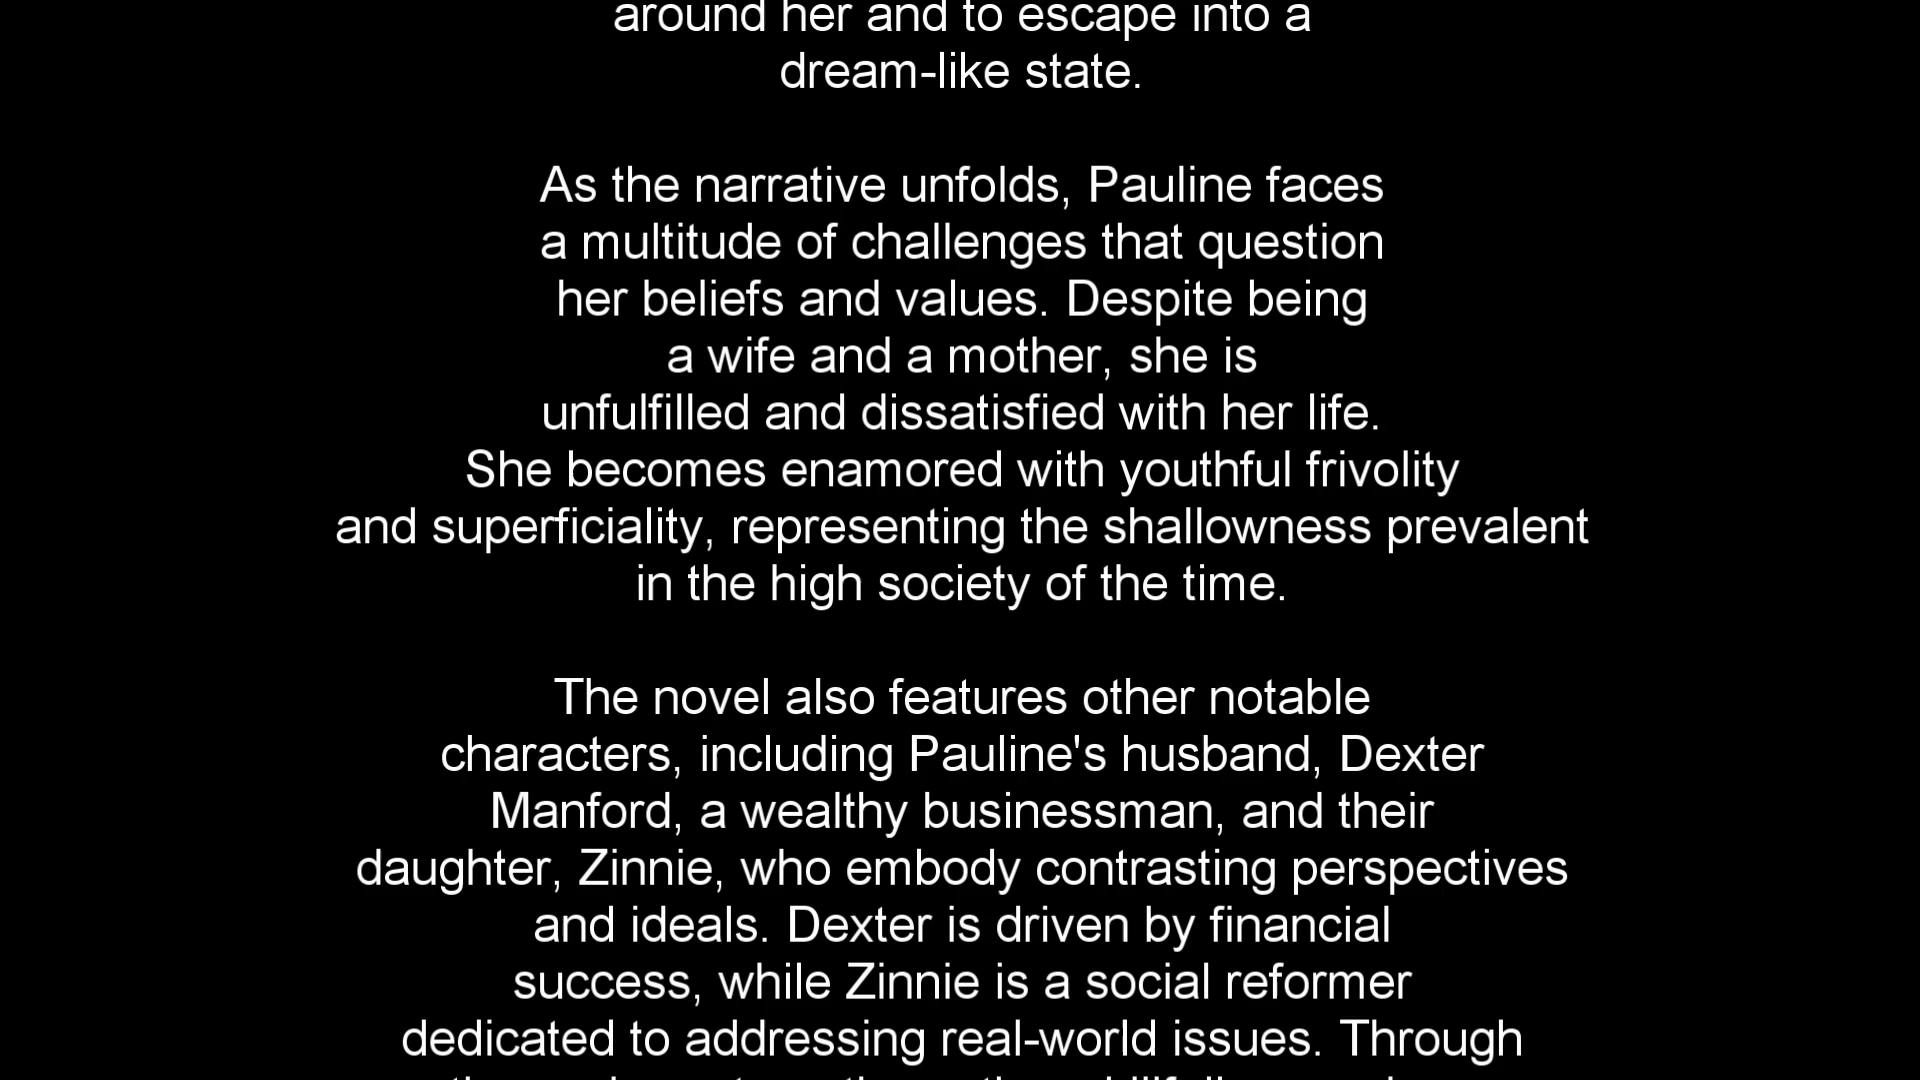 around her and to escape into a
dream-like state.
As the narrative unfolds, Pauline faces
a multitude of challenges that question
her beliefs and values. Despite being
a wife and a mother, she is
unfulfilled and dissatisfied with her life.
She becomes enamored with youthful frivolity
and superficiality, representing the shallowness prevalent
in the high society of the time.
The novel also features other notable
characters, including Pauline's husband, Dexter
Manford, a wealthy businessman, and their
daughter, Zinnie, who embody contrasting perspectives
and ideals. Dexter is driven by financial
success, while Zinnie is a social reformer
dedicated to addressing real-world issues. Through